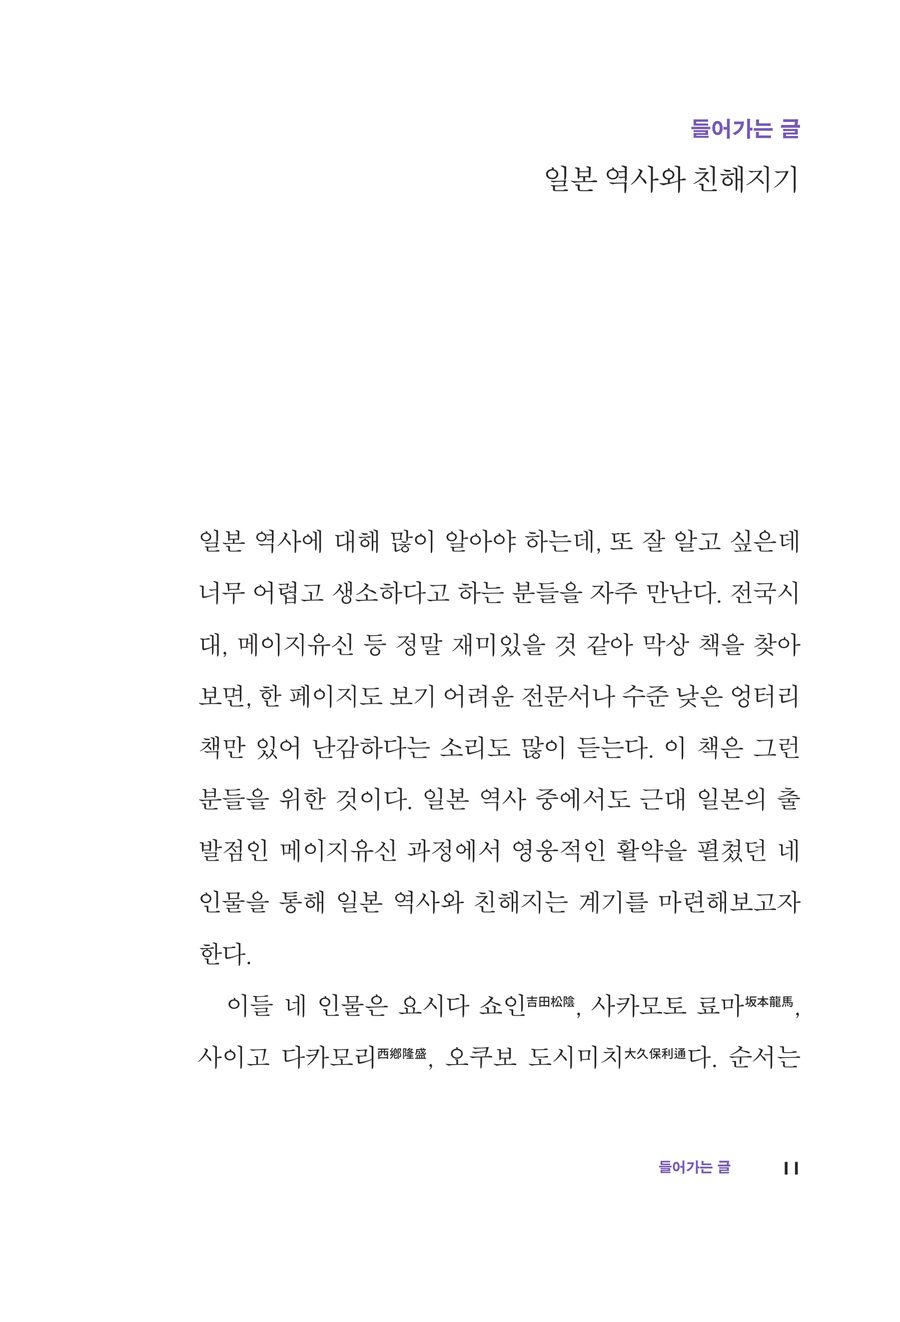 들어가는 글
일본 역사와 친해지기
일본 역사에 대해 많이 알아야 하는데, 또 잘 알고 싶은데
너무 어렵고 생소하다고 하는 분들을 자주 만난다. 전국시
대, 메이지유신 등 정말 재미있을 것 같아 막상 책을 찾아
보면, 한 페이지도 보기 어려운 전문서나 수준 낮은 엉터리
책만 있어 난감하다는 소리도 많이 듣는다. 이 책은 그런
분들을 위한 것이다. 일본 역사 중에서도 근대 일본의 출
발점인 메이지유신 과정에서 영웅적인 활약을 펼쳤던 네
인물을 통해 일본 역사와 친해지는 계기를 마련해보고자
한다.
이들 네 인물은 요시다 쇼인吉田松陰, 사카모토 료마坂本龍馬,
사이고 다카모리西鄕隆盛, 오쿠보 도시미치大久保利通다. 순서는
들어가는 글 11